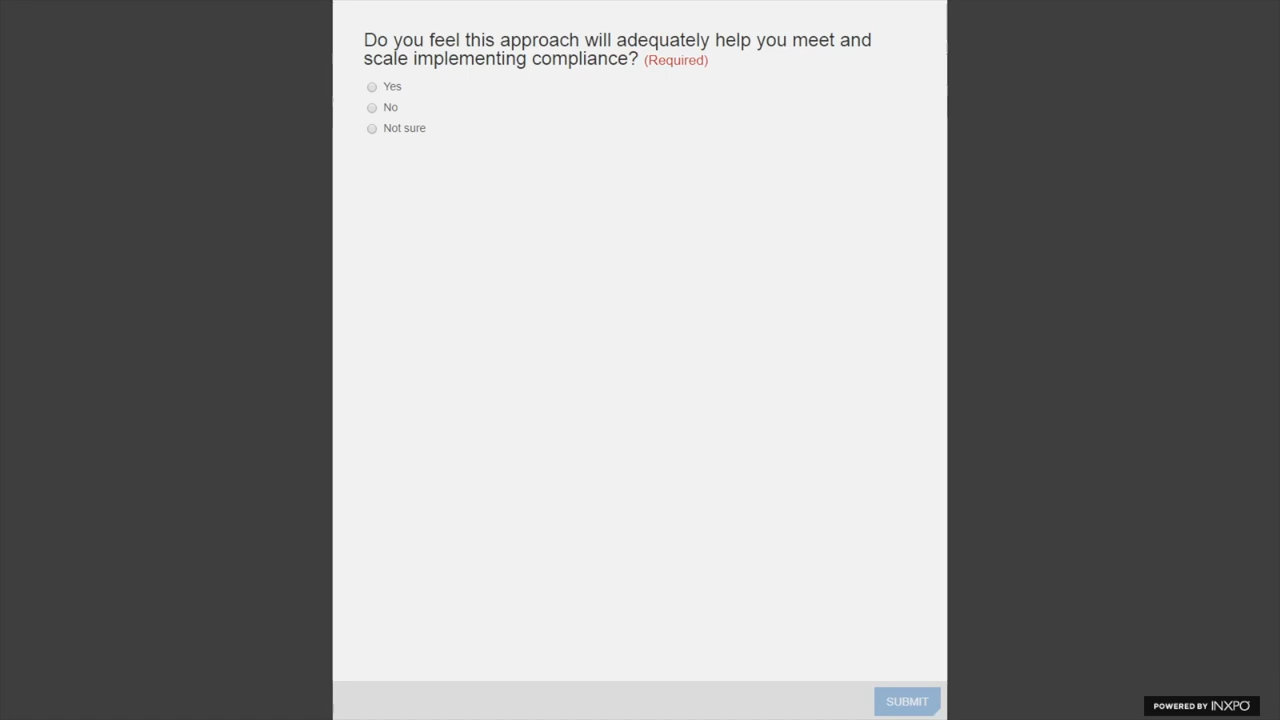 Do you feel this approach will adequately help you meet and
scale implementing compliance? (Required)
Yes
No
Not sure
SUBMIT
POWERED BY INXPO